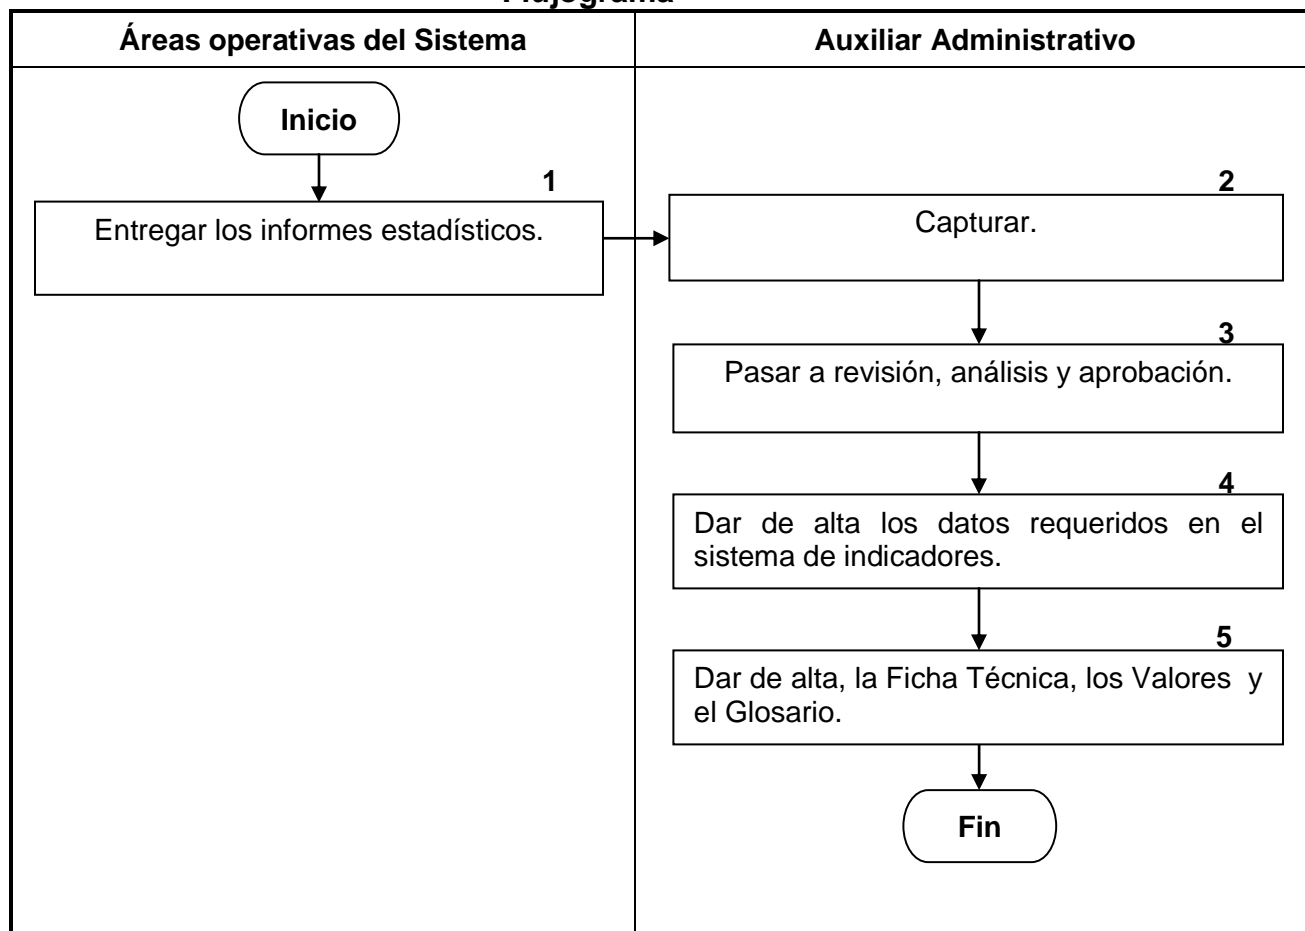 Áreas operativas del Sistema
Auxiliar Administrativo
Inicio
1
Entregar los informes estadísticos.
2
Capturar.
3
Pasar a revisión, análisis y aprobación.
4
Dar de alta los datos requeridos en el
sistema de indicadores.
5
Dar de alta, la Ficha Técnica, los Valores y
el Glosario.
Fin